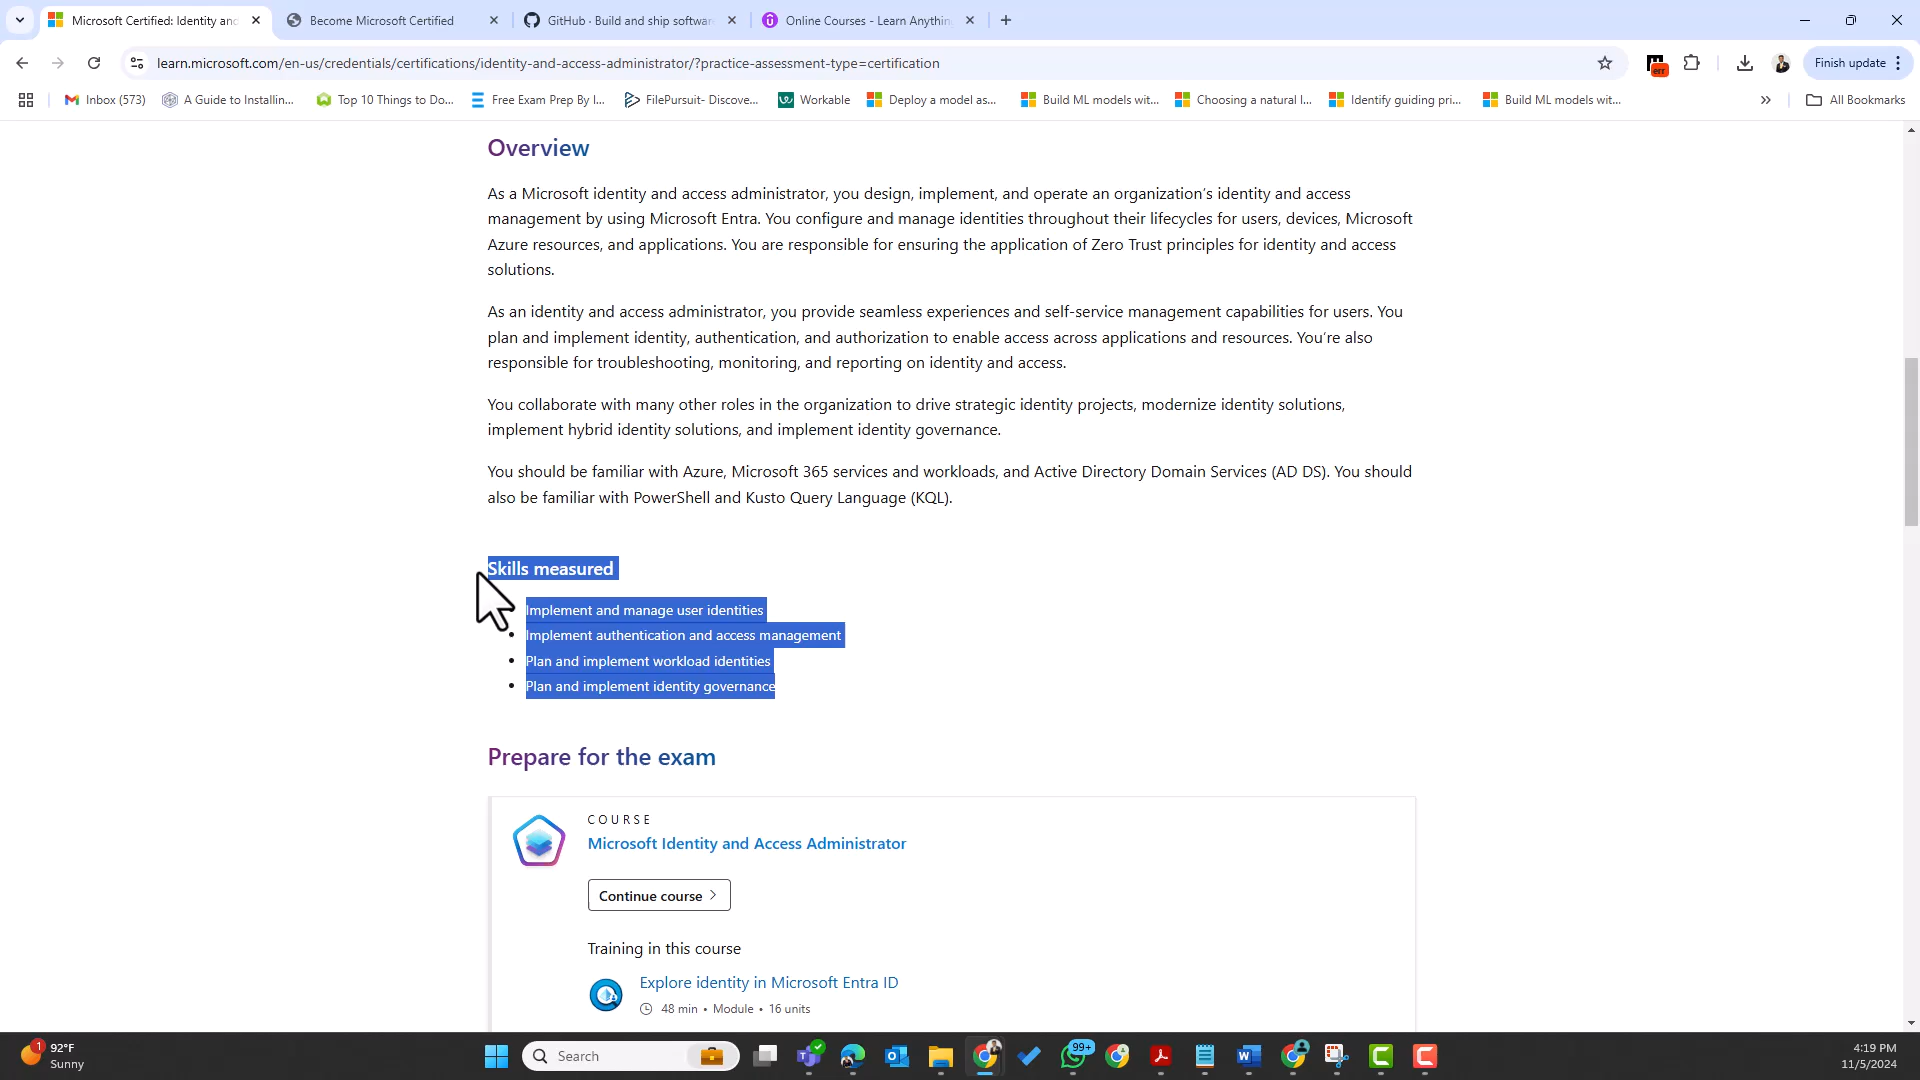 Microsoft Certified: Identity and
Become Microsoft Certified
GitHub · Build and ship softwar
Online Courses - Learn Anythin
learn.microsoft.com/en-us/credentials/certifications/identity-and-access-administrator/?practice-assessment-type=certification
err
Finish update
Inbox (573)
A Guide to Installin...
Top 10 Things to Do...
Free Exam Prep By I...
FilePursuit- Discove...
Workable
Deploy a model as...
Build ML models wit...
Choosing a natural l...
Identify guiding pri...
Build ML models wit...
All Bookmarks
Overview
As a Microsoft identity and access administrator, you design, implement, and operate an organization's identity and access
management by using Microsoft Entra. You configure and manage identities throughout their lifecycles for users, devices, Microsoft
Azure resources, and applications. You are responsible for ensuring the application of Zero Trust principles for identity and access
solutions.
As an identity and access administrator, you provide seamless experiences and self-service management capabilities for users. You
plan and implement identity, authentication, and authorization to enable access across applications and resources. You're also
responsible for troubleshooting, monitoring, and reporting on identity and access.
You collaborate with many other roles in the organization to drive strategic identity projects, modernize identity solutions,
implement hybrid identity solutions, and implement identity governance.
You should be familiar with Azure, Microsoft 365 services and workloads, and Active Directory Domain Services (AD DS). You should
also be familiar with PowerShell and Kusto Query Language (KQL).
Skills measured
Implement and manage user identities
• Implement authentication and access management
• Plan and implement workload identities
• Plan and implement identity governance
Prepare for the exam
COURSE
Microsoft Identity and Access Administrator
Continue course
Training in this course
Explore identity in Microsoft Entra ID
48 min • Module • 16 units
1
92°F
Sunny
Search
99+
4:19 PM
11/5/2024